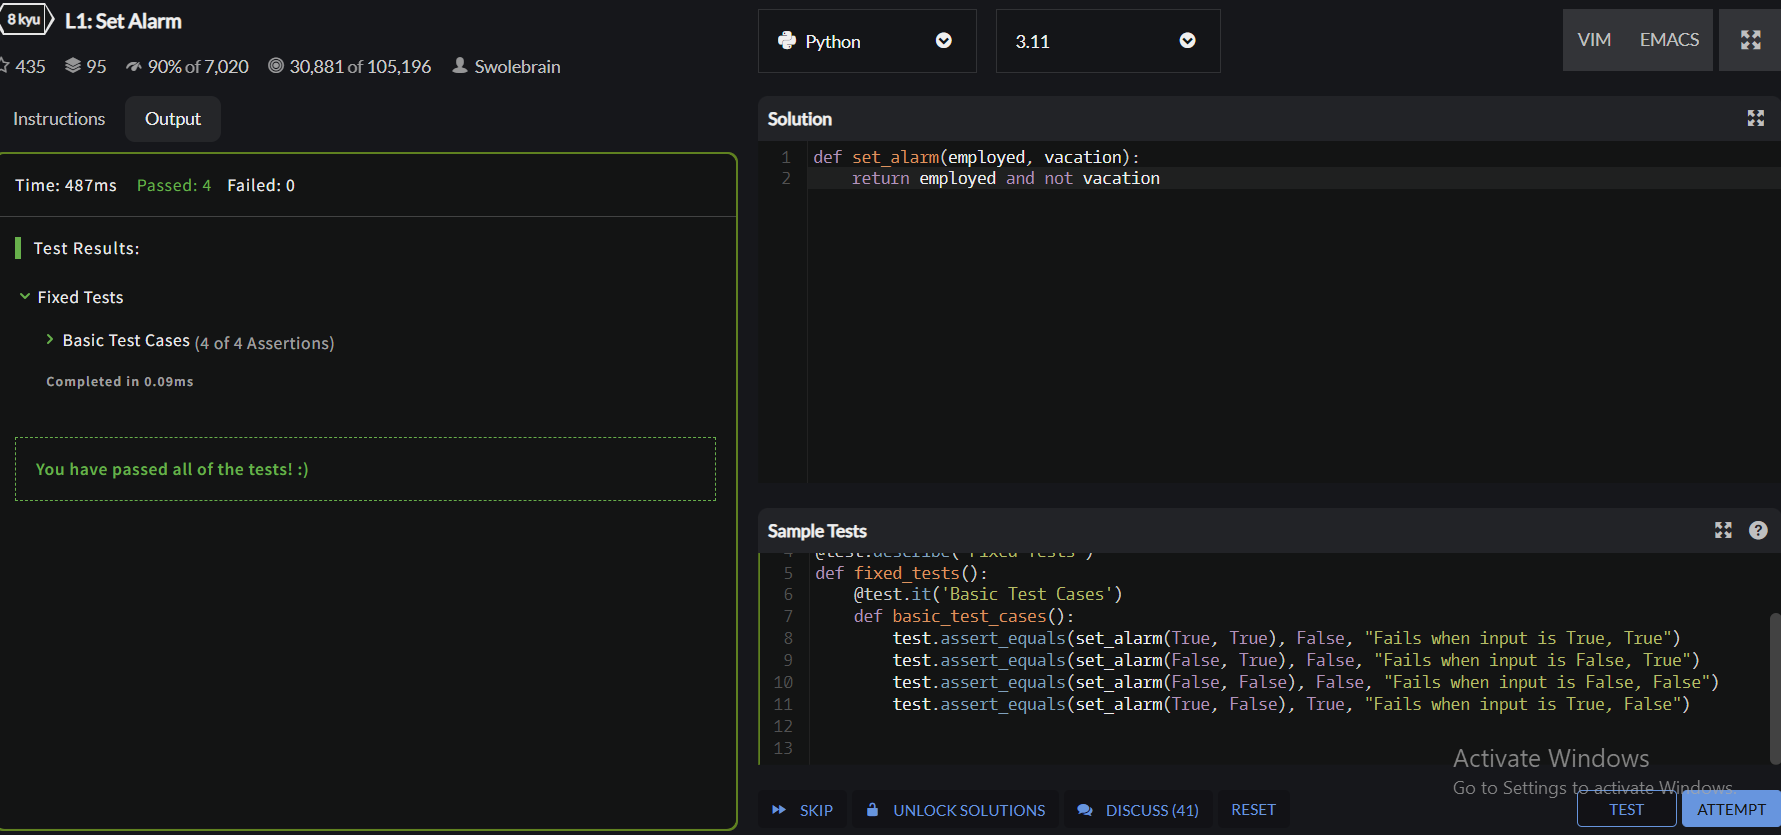 8 kyu L1: Set Alarm
435 95 90% of 7,020 30,881 of 105,196 Swolebrain
Instructions Output
Time: 487ms Passed: 4 Failed: 0
Test Results:
Fixed Tests
Basic Test Cases (4 of 4 Assertions)
Completed in 0.09ms
You have passed all of the tests! :)
Python 3.11 VIM EMACS
Solution
1 def set_alarm(employed, vacation):
2     return employed and not vacation
Sample Tests
4 @test.describe('Fixed Tests')
5 def fixed_tests():
6     @test.it('Basic Test Cases')
7     def basic_test_cases():
8         test.assert_equals(set_alarm(True, True), False, "Fails when input is True, True")
9         test.assert_equals(set_alarm(False, True), False, "Fails when input is False, True")
10         test.assert_equals(set_alarm(False, False), False, "Fails when input is False, False")
11         test.assert_equals(set_alarm(True, False), True, "Fails when input is True, False")
12
13
Activate Windows
Go to Settings to activate Windows.
SKIP UNLOCK SOLUTIONS DISCUSS (41) RESET TEST ATTEMPT